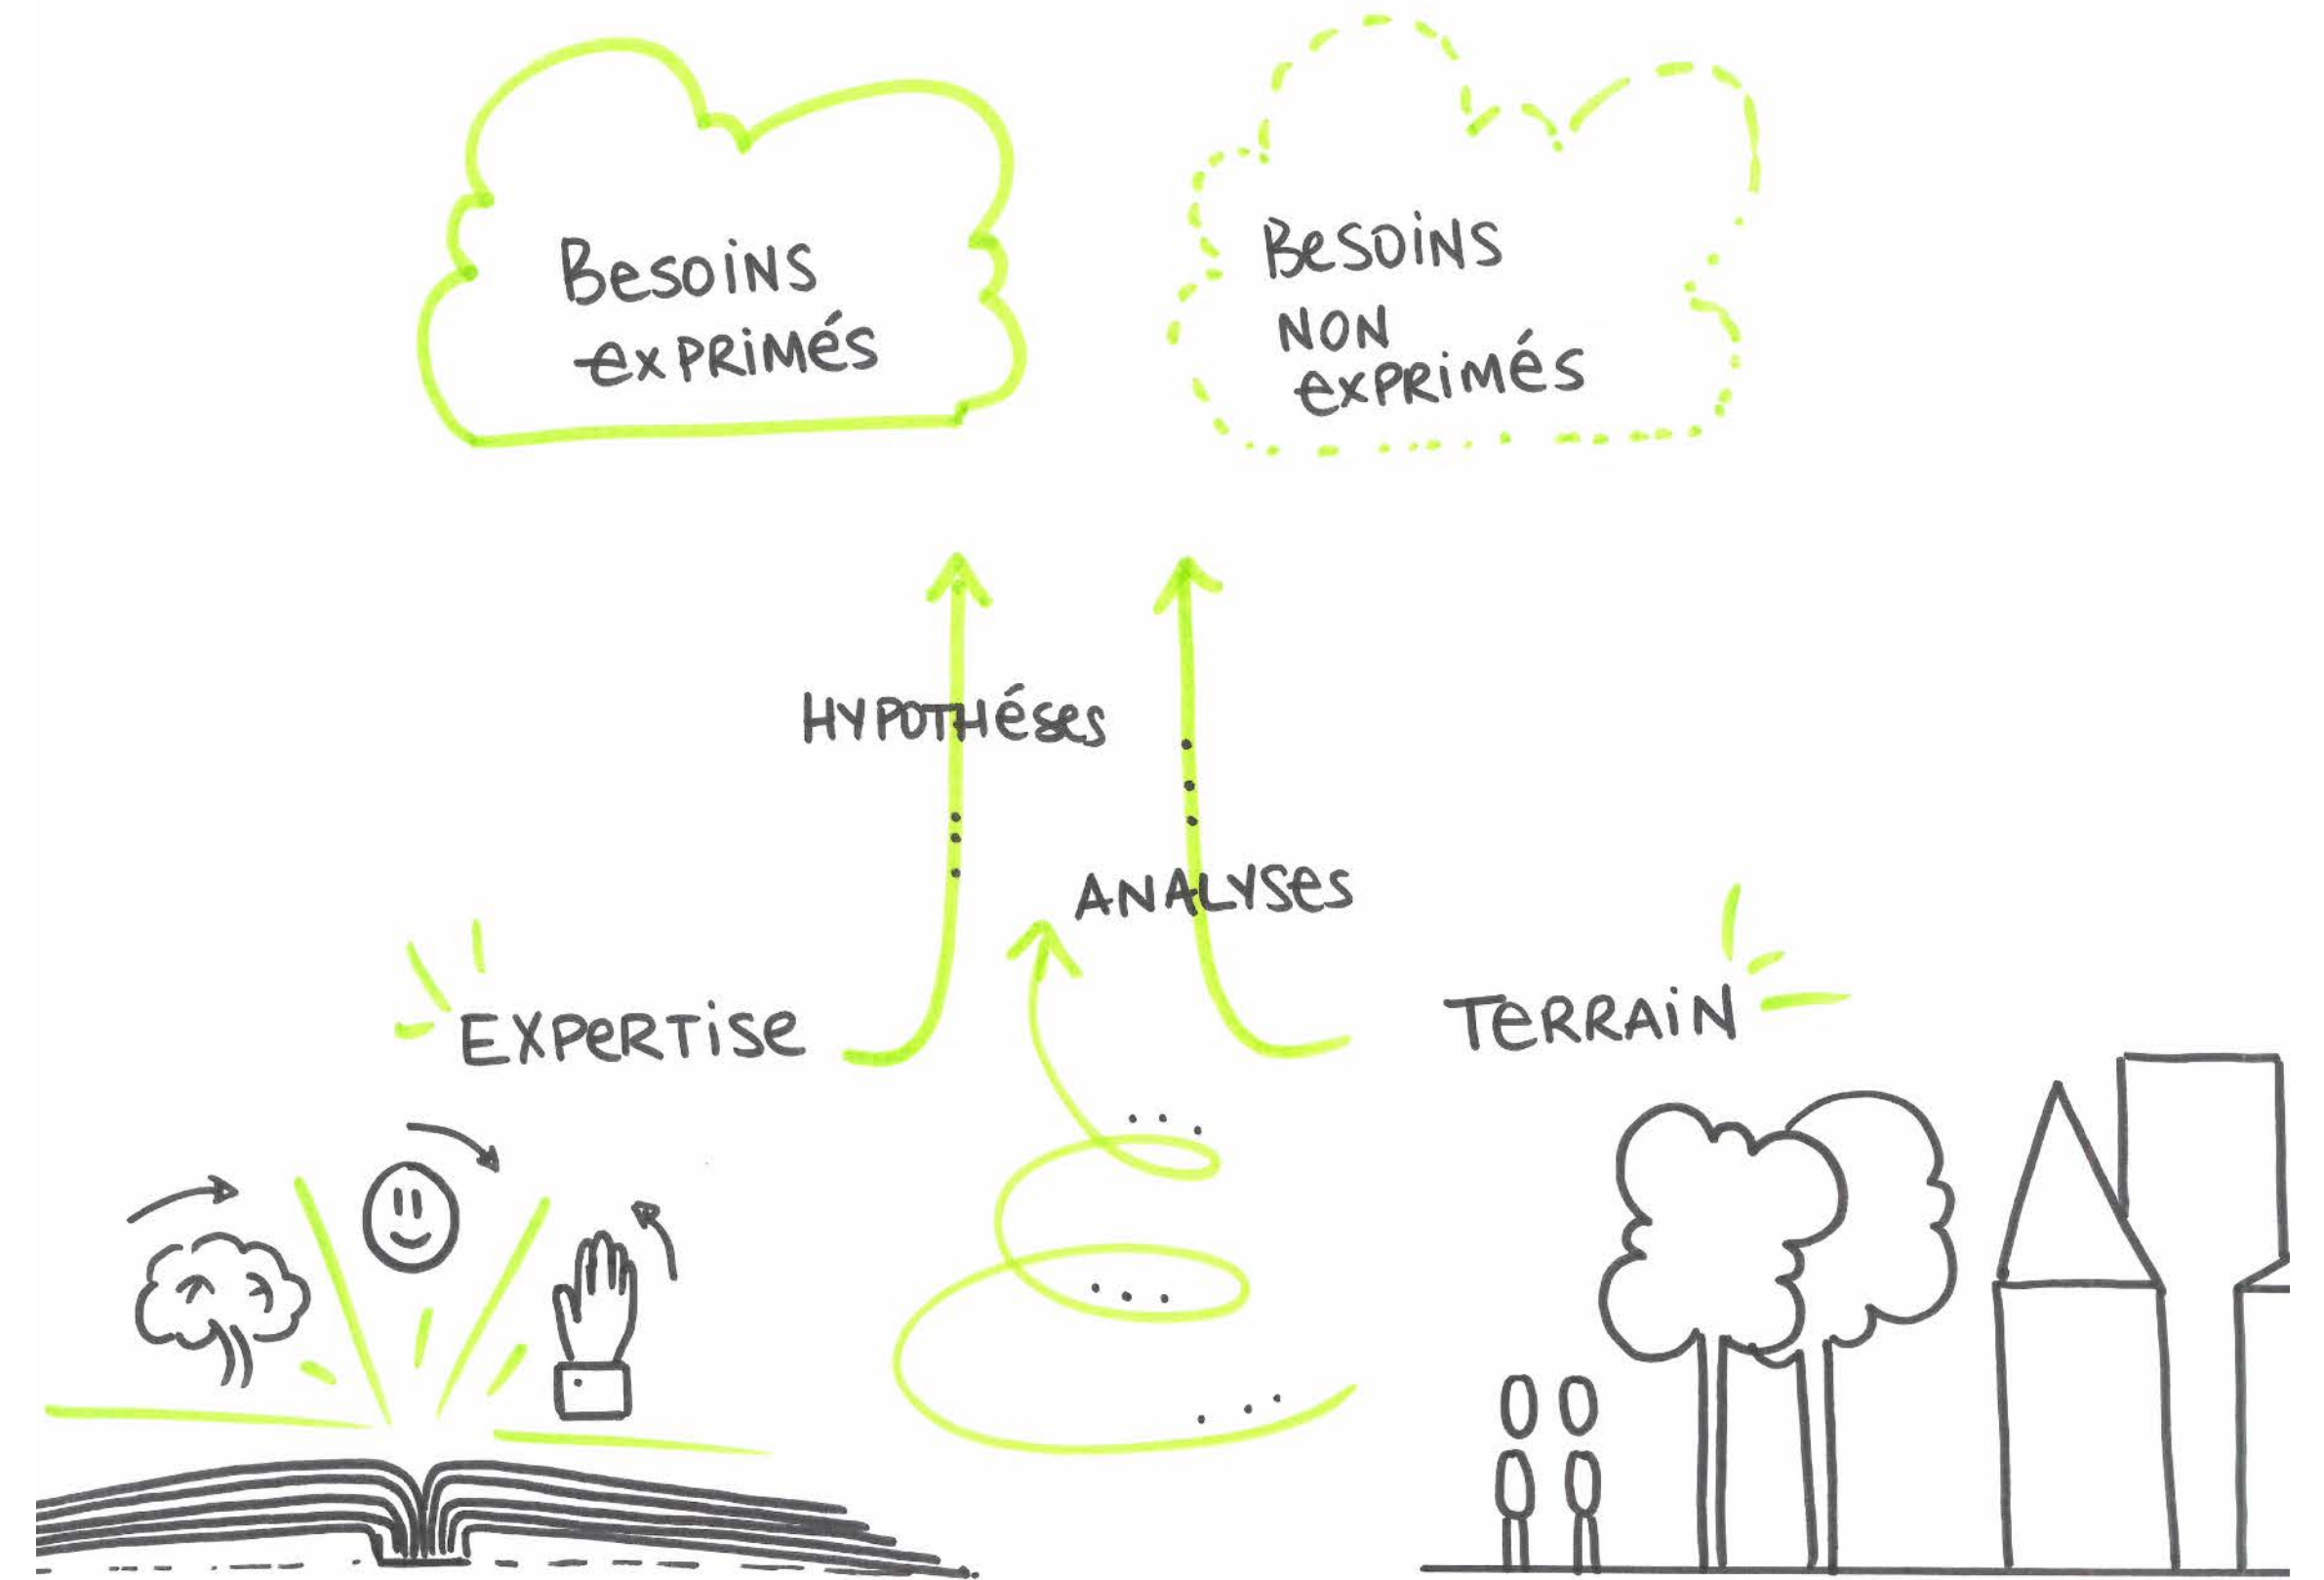 Besoins
exprimés
Besoins
non
exprimés
Hypothéses
Analyses
Expertise
Terrain